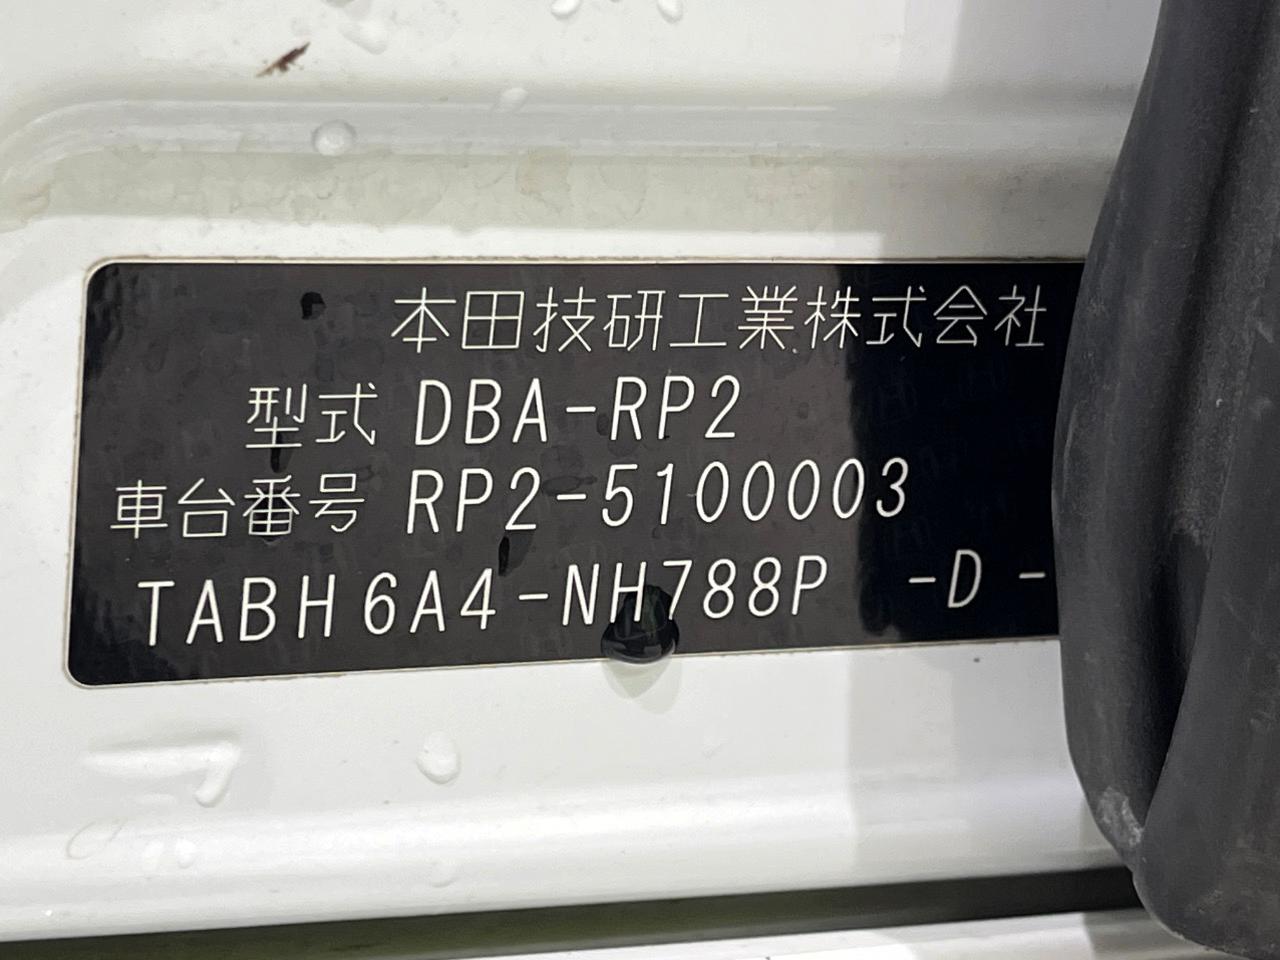 本田技研工業株式会社
型式 DBA-RP2
車台番号 RP2-5100003
TABH6A4-NH788P -D -